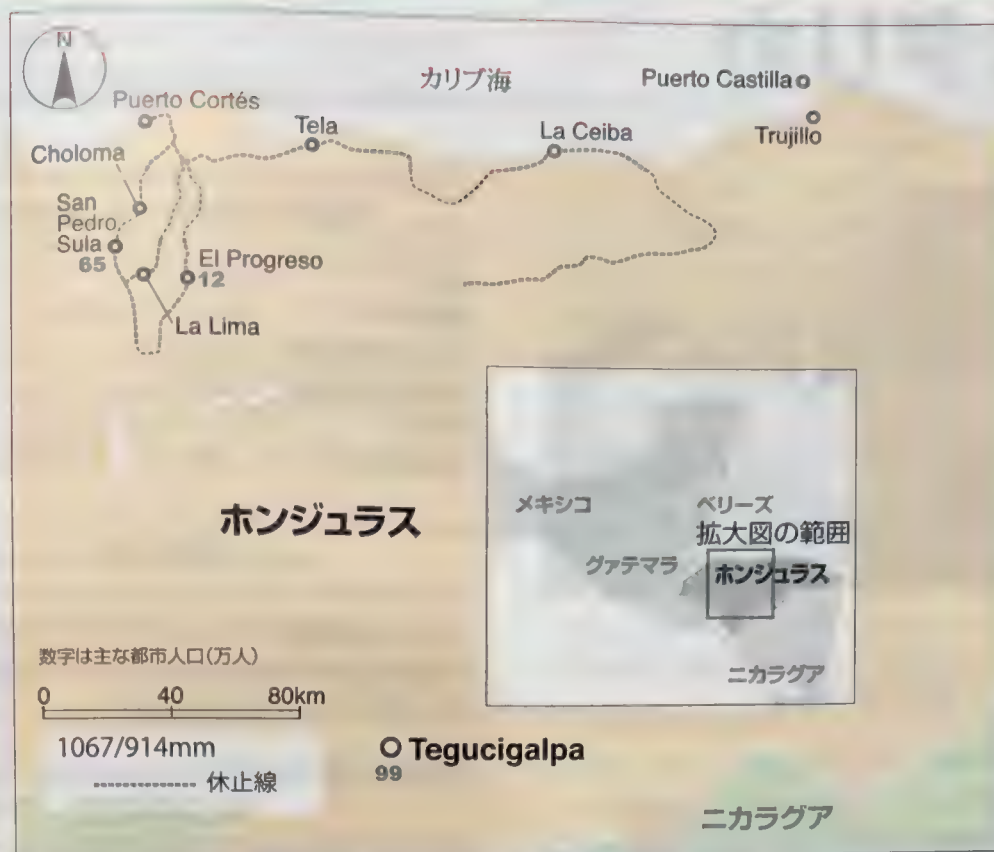 N
カリブ海
Puerto Castilla
Trujillo
Puerto Cortés
Tela
La Ceiba
Choloma
San
Pedro
Sula
65
El Progreso
12
La Lima
ホンジュラス
メキシコ
ベリーズ
拡大図の範囲
グァテマラ
ホンジュラス
ニカラグア
数字は主な都市人口(万人)
0 40 80km
1067/914mm
休止線
Tegucigalpa
99
ニカラグア